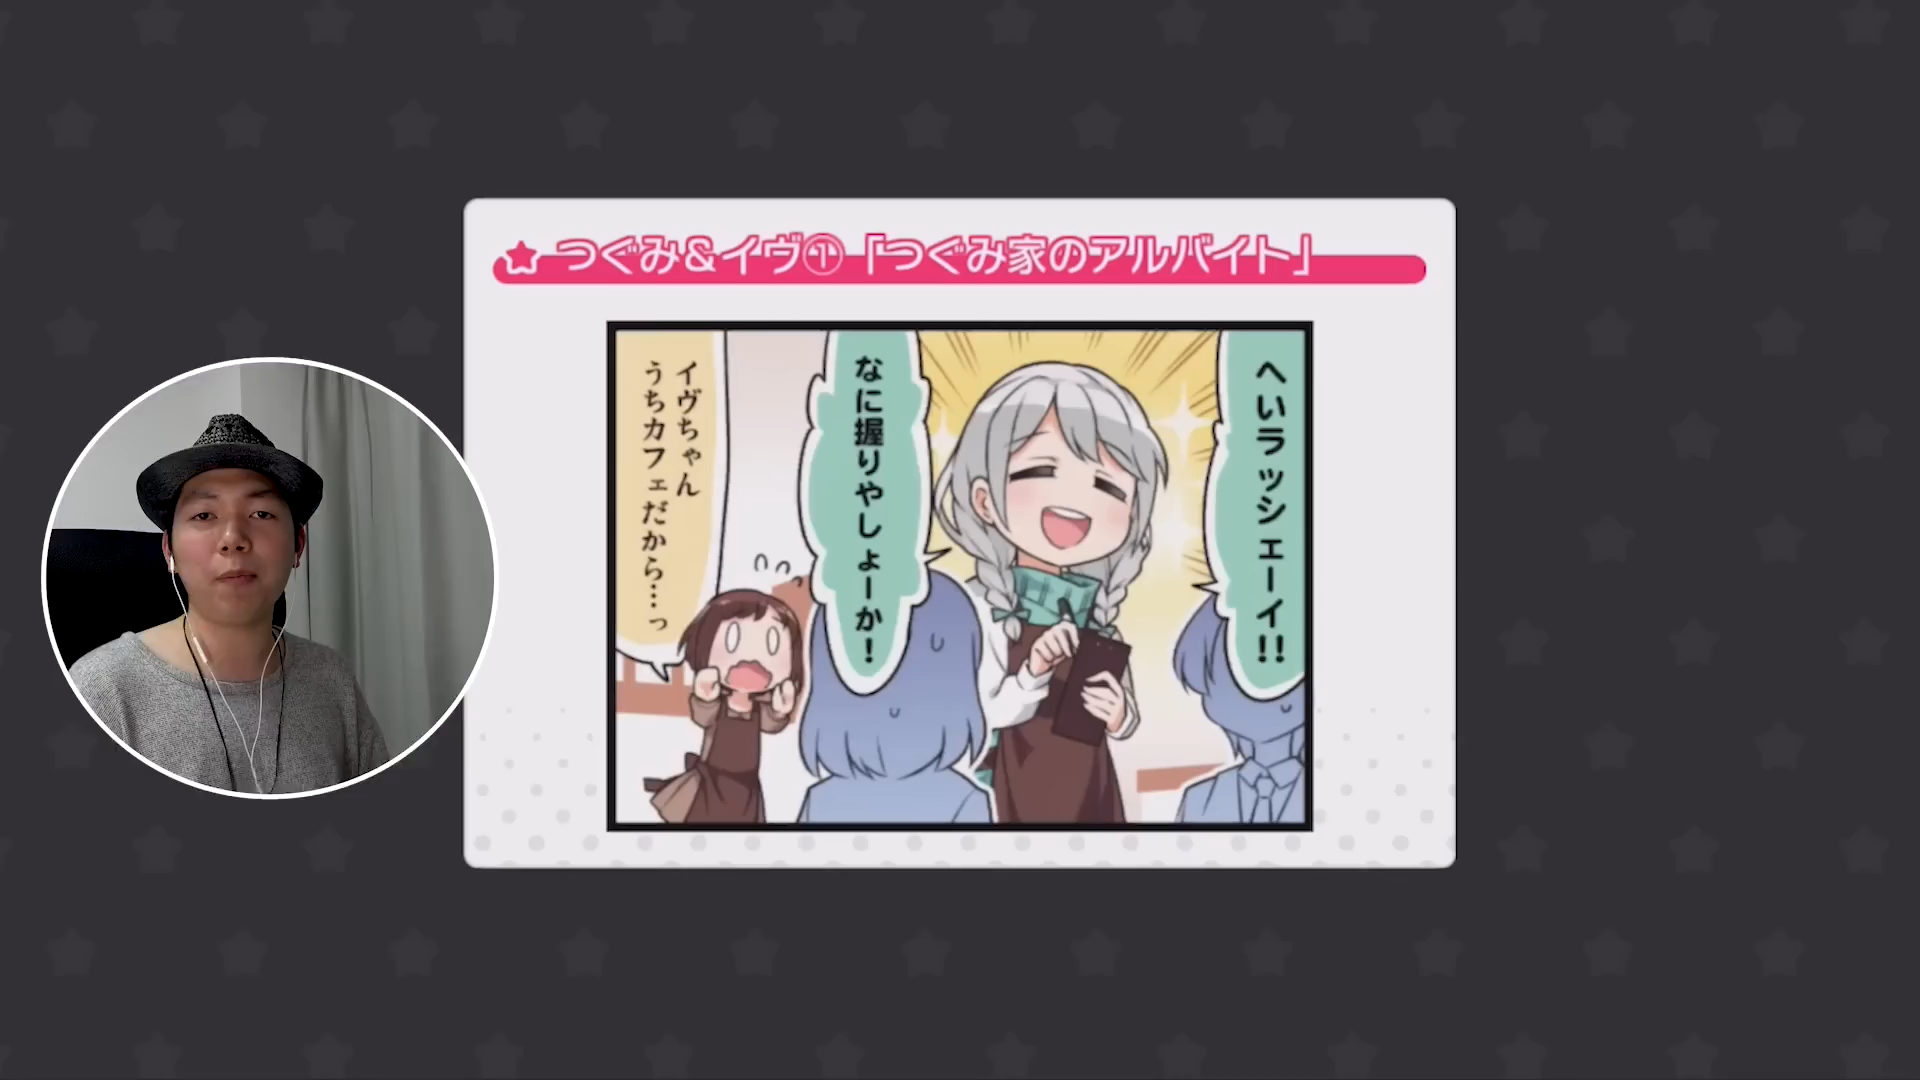 つぐみ&イヴ①「つぐみ家のアルバイト」
へいラッシェーイ!!
なに握りやしょーか!
イヴちゃん
うちカフェだから…っ